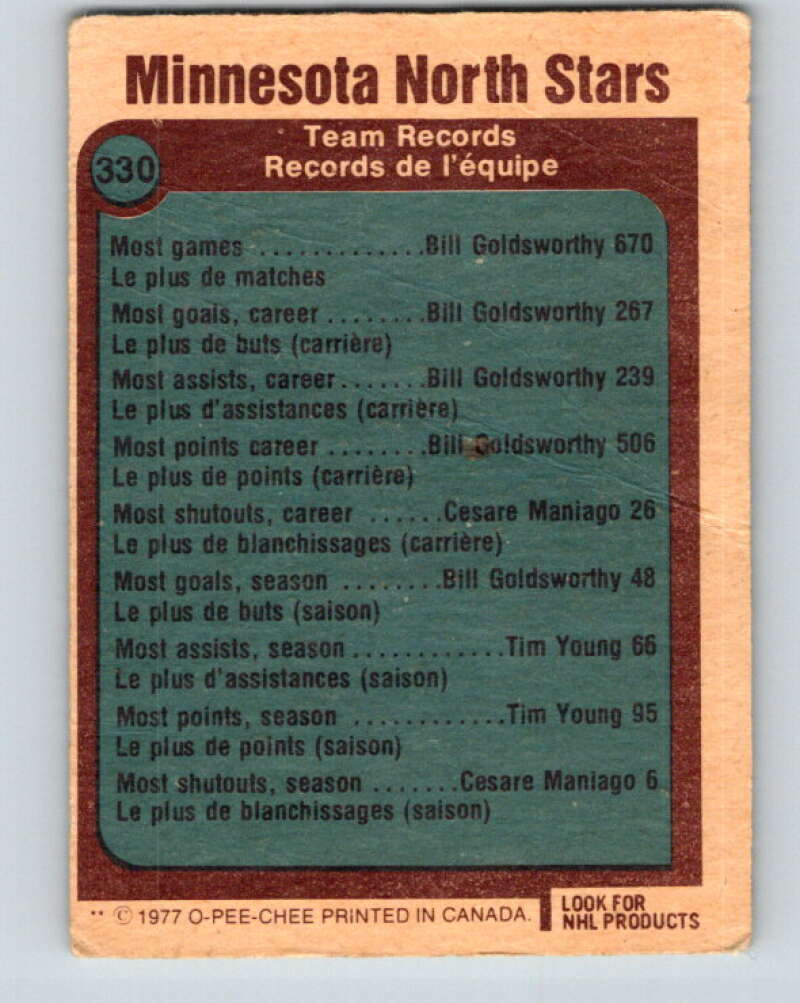 Minnesota North Stars
330
Team Records
Records de l'équipe
Most games .............Bill Goldsworthy 670
Le plus de matches
Most goals, career ........Bill Goldsworthy 267
Le plus de buts (carrière)
Most assists, career.......Bill Goldsworthy 239
Le plus d'assistances (carrière)
Most points career ........Bill Goldsworthy 506
Le plus de points (carrière)
Most shutouts, career ......Cesare Maniago 26
Le plus de blanchissages (carrière)
Most goals, season ........Bill Goldsworthy 48
Le plus de buts (saison)
Most assists, season............Tim Young 66
Le plus d'assistances (saison)
Most points, season ............Tim Young 95
Le plus de points (saison)
Most shutouts, season .......Cesare Maniago 6
Le plus de blanchissages (saison)
** © 1977 O-PEE-CHEE PRINTED IN CANADA.
LOOK FOR
NHL PRODUCTS